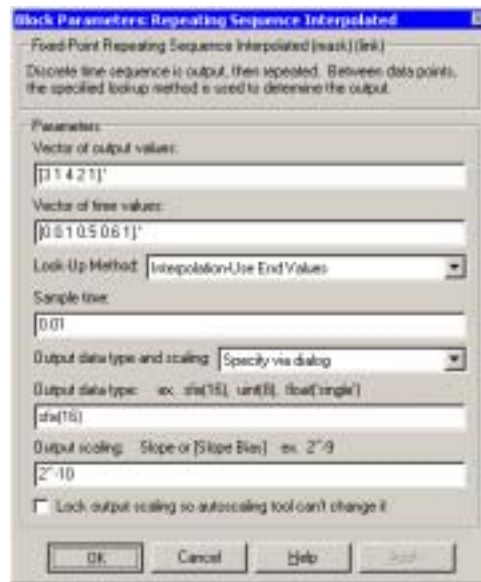 Block Parameters: Repeating Sequence Interpolated
Fixed-Point Repeating Sequence Interpolated (mask) (link)
Discrete time sequence is output, then repeated. Between data points,
the specified lookup method is used to determine the output.
Parameters
Vector of output values:
[3 1 4 2 1].'
Vector of time values:
[0 0.1 0.5 0.6 1].'
Look-Up Method: Interpolation-Use End Values
Sample time:
0.01
Output data type and scaling: Specify via dialog
Output data type: ex. sfix(16), uint(8), float('single')
sfix(16)
Output scaling: Slope or [Slope Bias] ex. 2^-9
2^-10
Lock output scaling so autoscaling tool can't change it
OK Cancel Help Apply